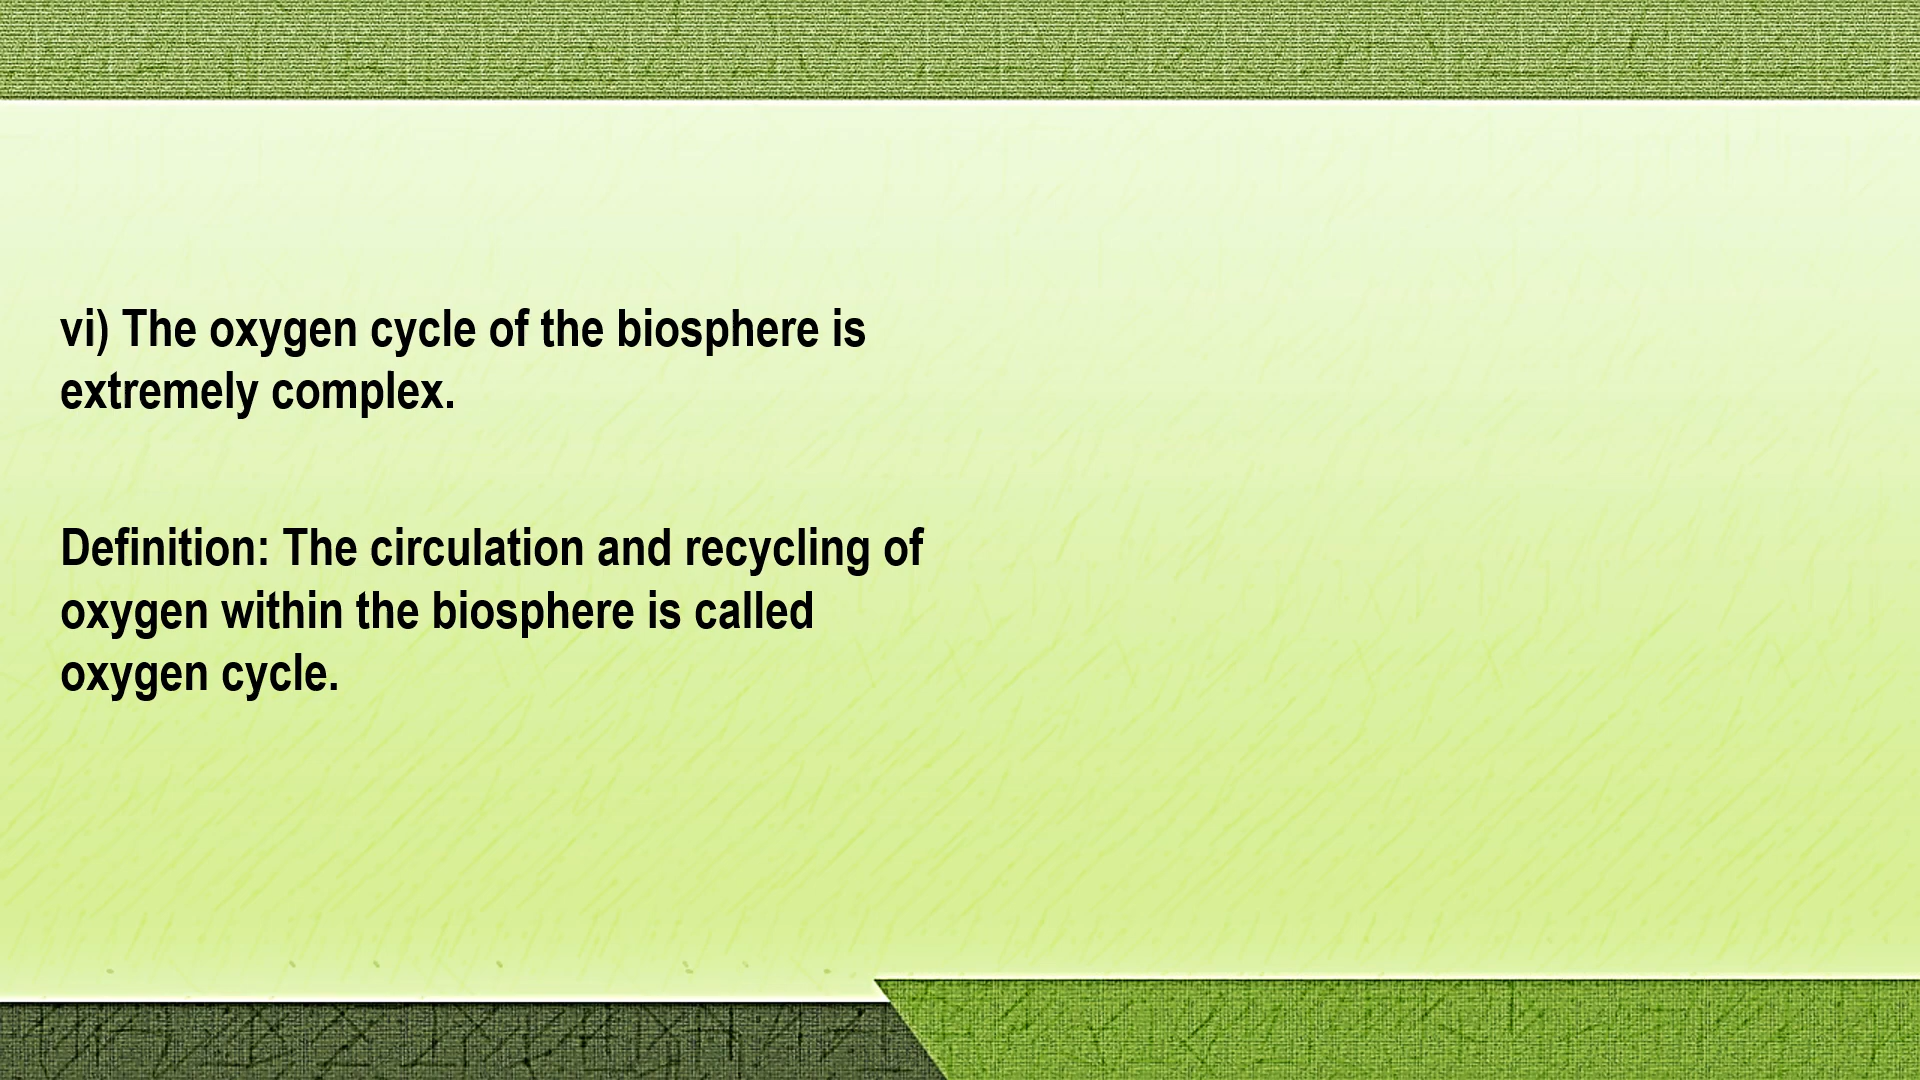 vi) The oxygen cycle of the biosphere is
extremely complex.
Definition: The circulation and recycling of
oxygen within the biosphere is called
oxygen cycle.